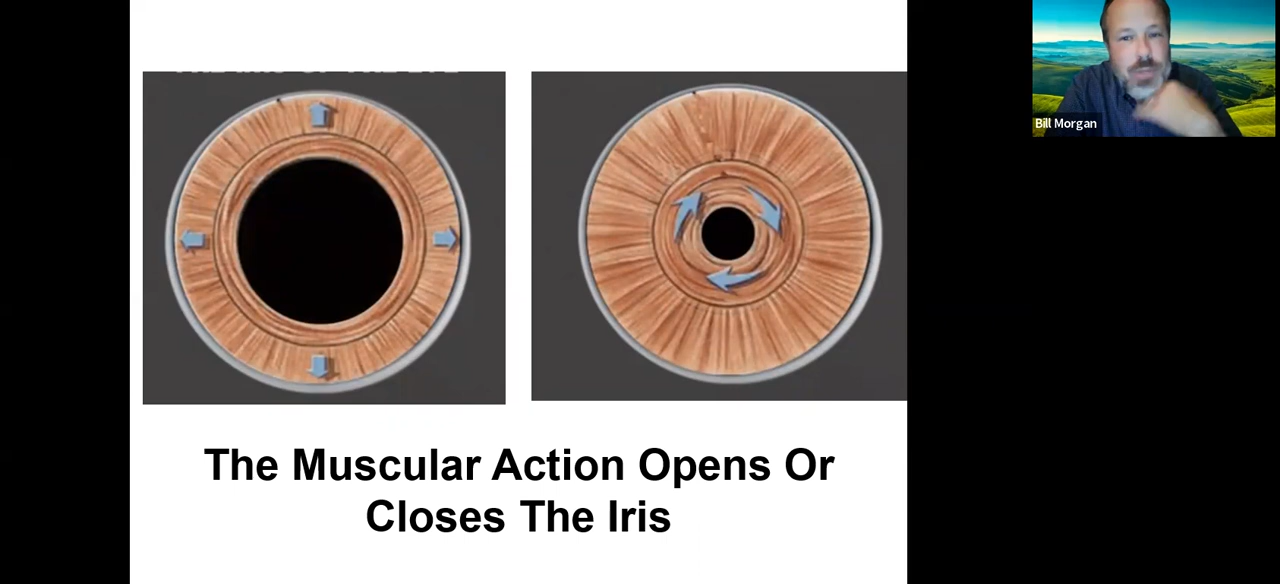 Bill Morgan
The Muscular Action Opens Or
Closes The Iris